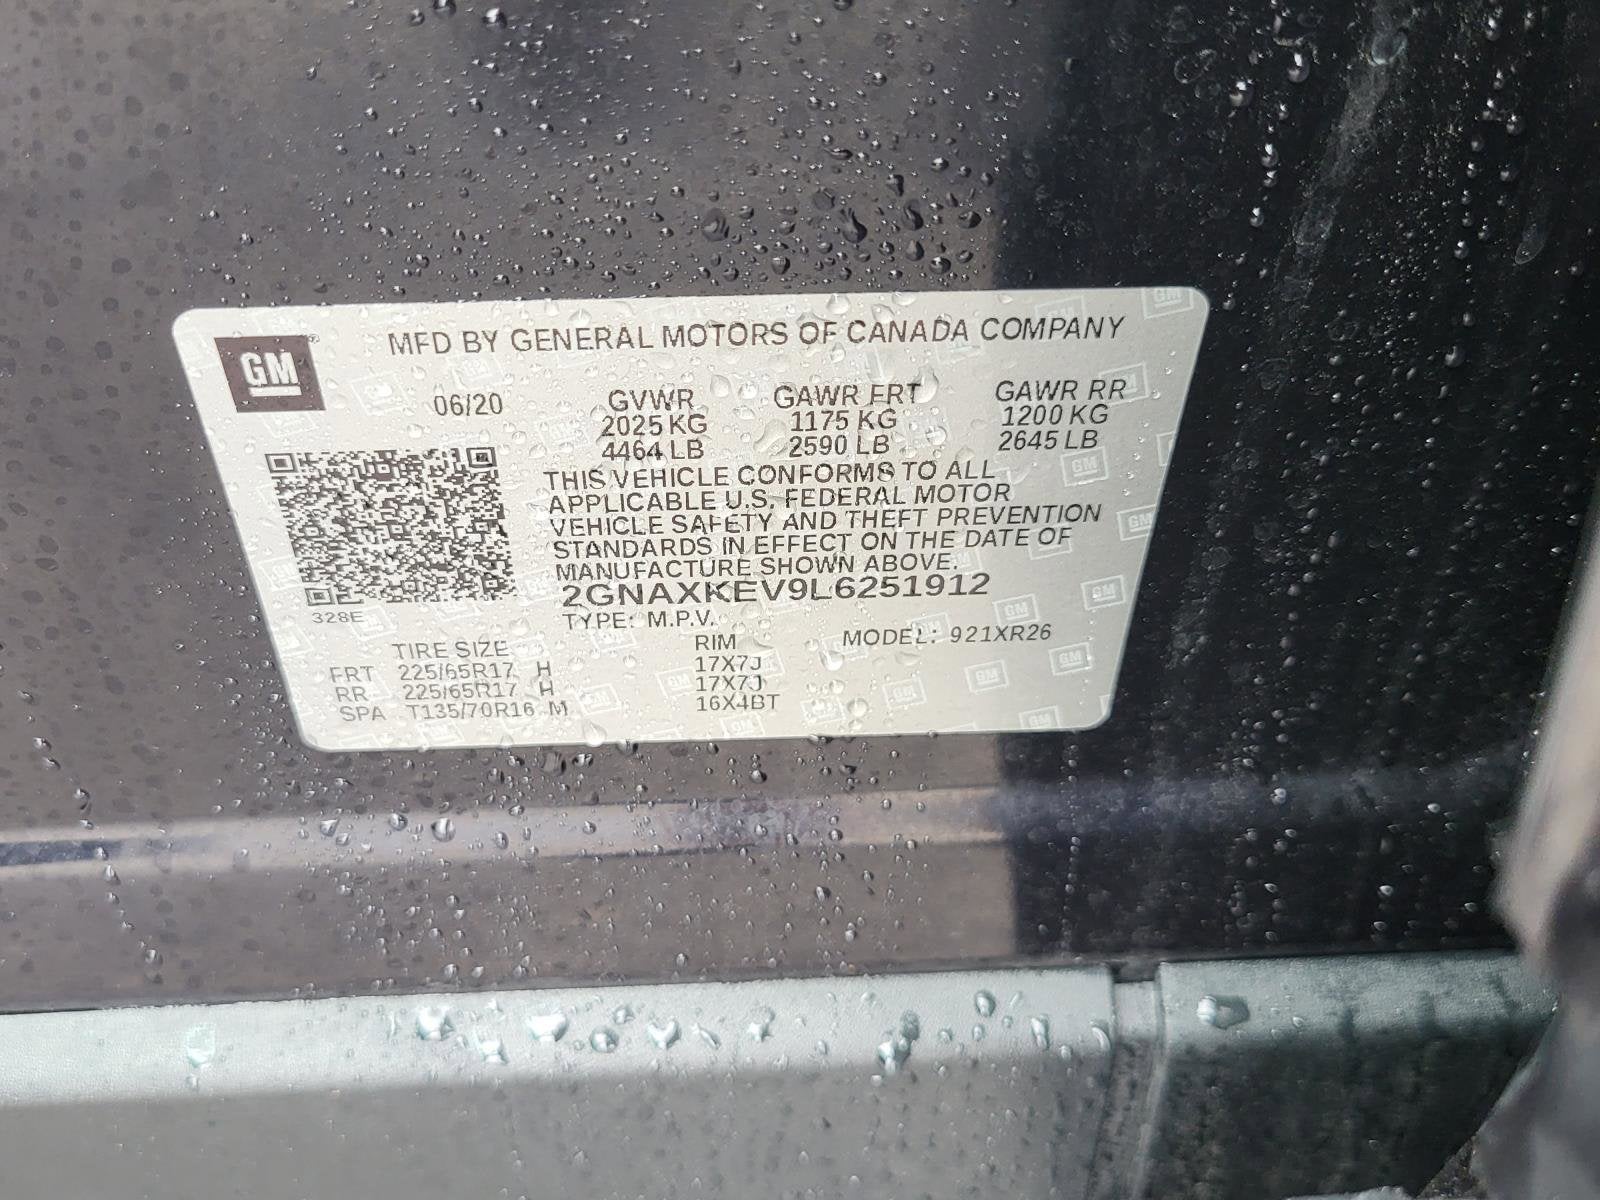 GM
MFD BY GENERAL MOTORS OF CANADA COMPANY
06/20 GVWR GAWR FRT GAWR RR
2025 KG 1175 KG 1200 KG
4464 LB 2590 LB 2645 LB
THIS VEHICLE CONFORMS TO ALL
APPLICABLE U.S. FEDERAL MOTOR
VEHICLE SAFETY AND THEFT PREVENTION
STANDARDS IN EFFECT ON THE DATE OF
MANUFACTURE SHOWN ABOVE.
2GNAXKEV9L6251912
328E
TYPE: M.P.V.
TIRE SIZE RIM MODEL: 921XR26
FRT 225/65R17 H 17X7J
RR 225/65R17 H 17X7J
SPA T135/70R16 M 16X4BT